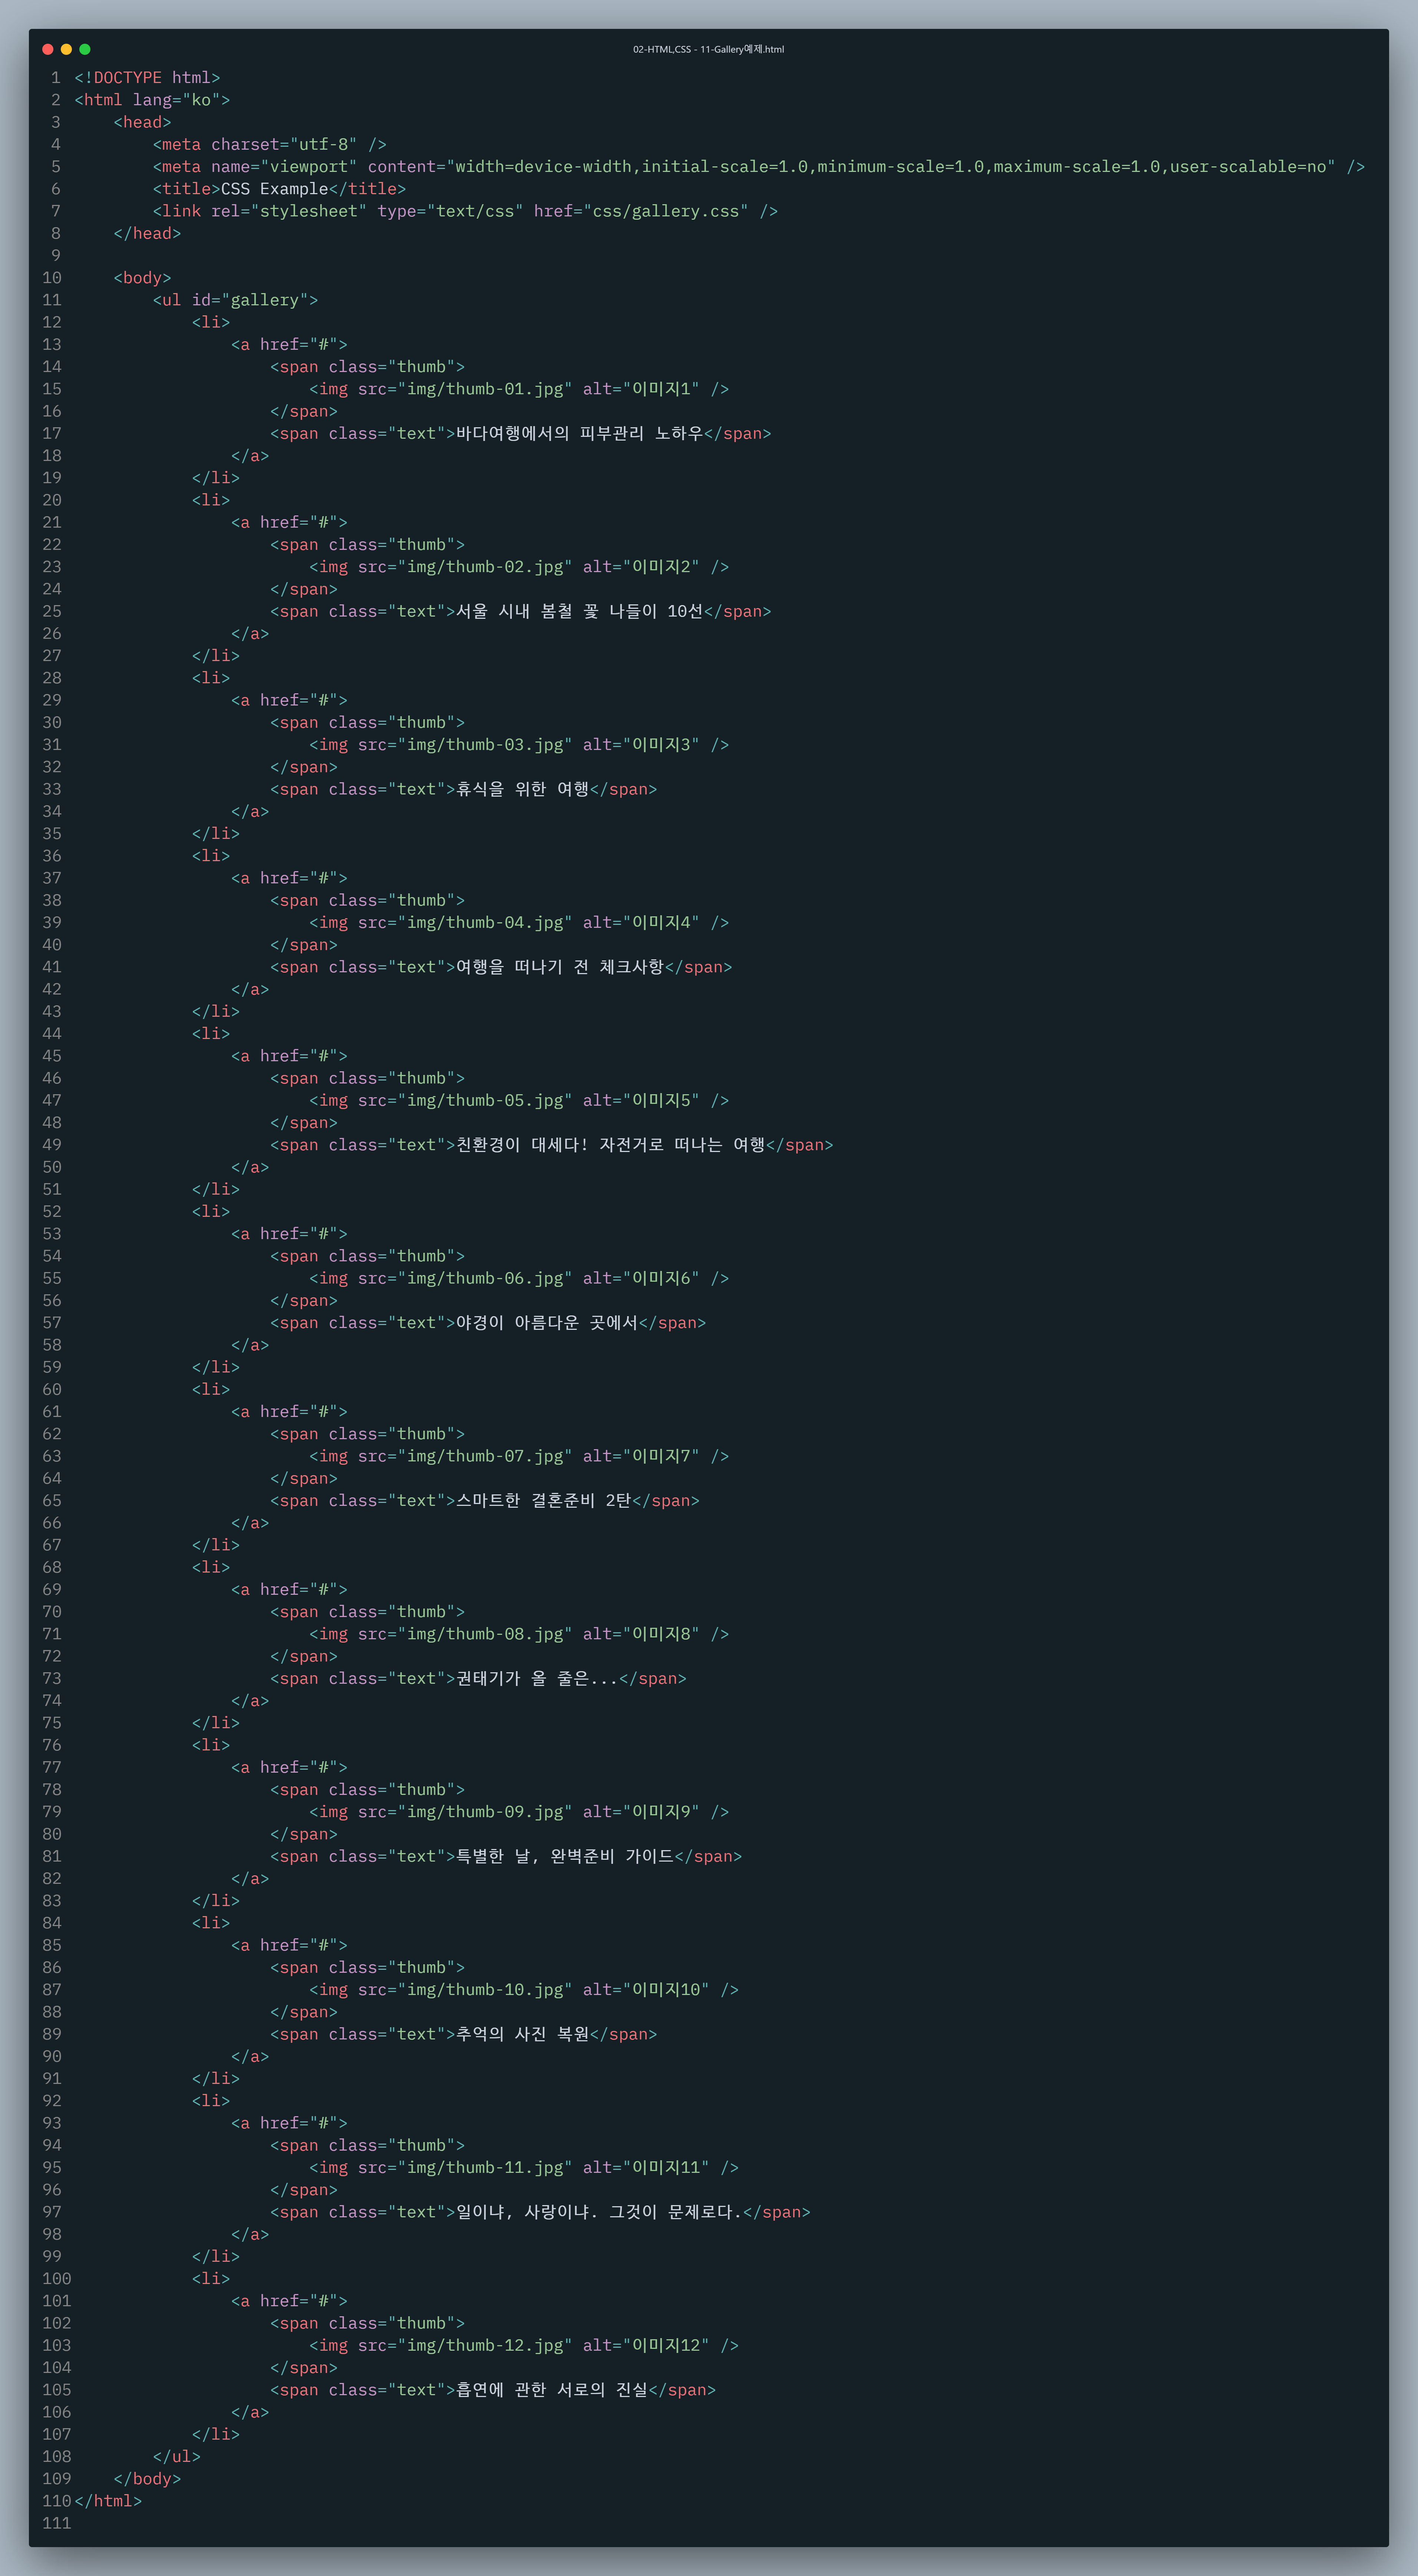 02-HTML,CSS - 11-Gallery예제.html
1 <!DOCTYPE html>
2 <html lang="ko">
3     <head>
4         <meta charset="utf-8" />
5         <meta name="viewport" content="width=device-width,initial-scale=1.0,minimum-scale=1.0,maximum-scale=1.0,user-scalable=no" />
6         <title>CSS Example</title>
7         <link rel="stylesheet" type="text/css" href="css/gallery.css" />
8     </head>
9
10     <body>
11         <ul id="gallery">
12             <li>
13                 <a href="#">
14                     <span class="thumb">
15                         <img src="img/thumb-01.jpg" alt="이미지1" />
16                     </span>
17                     <span class="text">바다여행에서의 피부관리 노하우</span>
18                 </a>
19             </li>
20             <li>
21                 <a href="#">
22                     <span class="thumb">
23                         <img src="img/thumb-02.jpg" alt="이미지2" />
24                     </span>
25                     <span class="text">서울 시내 봄철 꽃 나들이 10선</span>
26                 </a>
27             </li>
28             <li>
29                 <a href="#">
30                     <span class="thumb">
31                         <img src="img/thumb-03.jpg" alt="이미지3" />
32                     </span>
33                     <span class="text">휴식을 위한 여행</span>
34                 </a>
35             </li>
36             <li>
37                 <a href="#">
38                     <span class="thumb">
39                         <img src="img/thumb-04.jpg" alt="이미지4" />
40                     </span>
41                     <span class="text">여행을 떠나기 전 체크사항</span>
42                 </a>
43             </li>
44             <li>
45                 <a href="#">
46                     <span class="thumb">
47                         <img src="img/thumb-05.jpg" alt="이미지5" />
48                     </span>
49                     <span class="text">친환경이 대세다! 자전거로 떠나는 여행</span>
50                 </a>
51             </li>
52             <li>
53                 <a href="#">
54                     <span class="thumb">
55                         <img src="img/thumb-06.jpg" alt="이미지6" />
56                     </span>
57                     <span class="text">야경이 아름다운 곳에서</span>
58                 </a>
59             </li>
60             <li>
61                 <a href="#">
62                     <span class="thumb">
63                         <img src="img/thumb-07.jpg" alt="이미지7" />
64                     </span>
65                     <span class="text">스마트한 결혼준비 2탄</span>
66                 </a>
67             </li>
68             <li>
69                 <a href="#">
70                     <span class="thumb">
71                         <img src="img/thumb-08.jpg" alt="이미지8" />
72                     </span>
73                     <span class="text">권태기가 올 줄은...</span>
74                 </a>
75             </li>
76             <li>
77                 <a href="#">
78                     <span class="thumb">
79                         <img src="img/thumb-09.jpg" alt="이미지9" />
80                     </span>
81                     <span class="text">특별한 날, 완벽준비 가이드</span>
82                 </a>
83             </li>
84             <li>
85                 <a href="#">
86                     <span class="thumb">
87                         <img src="img/thumb-10.jpg" alt="이미지10" />
88                     </span>
89                     <span class="text">추억의 사진 복원</span>
90                 </a>
91             </li>
92             <li>
93                 <a href="#">
94                     <span class="thumb">
95                         <img src="img/thumb-11.jpg" alt="이미지11" />
96                     </span>
97                     <span class="text">일이냐, 사랑이냐. 그것이 문제로다.</span>
98                 </a>
99             </li>
100             <li>
101                 <a href="#">
102                     <span class="thumb">
103                         <img src="img/thumb-12.jpg" alt="이미지12" />
104                     </span>
105                     <span class="text">흡연에 관한 서로의 진실</span>
106                 </a>
107             </li>
108         </ul>
109     </body>
110 </html>
111